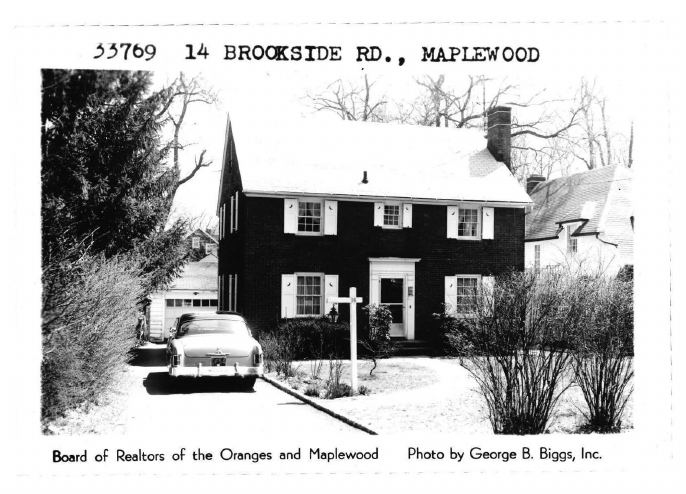 33769 14 BROOKSIDE RD., MAPLEWOOD
Board of Realtors of the Oranges and Maplewood Photo by George B. Biggs, Inc.